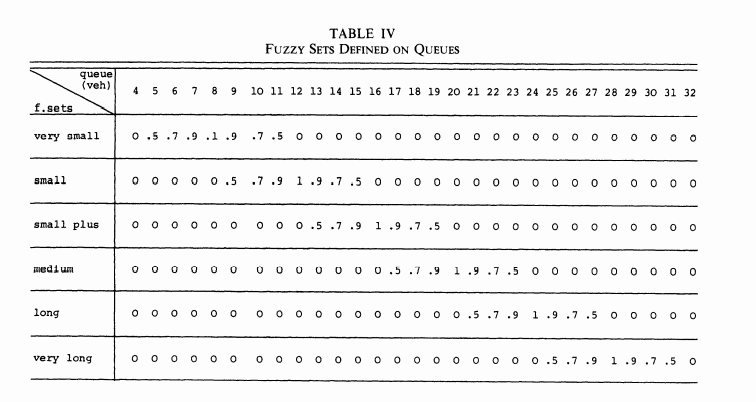 TABLE IV
FUZZY SETS DEFINED ON QUEUES
queue
(veh)
f.sets
4 5 6 7 8 9 10 11 12 13 14 15 16 17 18 19 20 21 22 23 24 25 26 27 28 29 30 31 32
very small 0 .5 .7 .9 .1 .9 .7 .5 0 0 0 0 0 0 0 0 0 0 0 0 0 0 0 0 0 0 0 0 0
small 0 0 0 0 0 .5 .7 .9 1 .9 .7 .5 0 0 0 0 0 0 0 0 0 0 0 0 0 0 0 0 0
small plus 0 0 0 0 0 0 0 0 0 .5 .7 .9 1 .9 .7 .5 0 0 0 0 0 0 0 0 0 0 0 0 0
medium 0 0 0 0 0 0 0 0 0 0 0 0 0 .5 .7 .9 1 .9 .7 .5 0 0 0 0 0 0 0 0 0
long 0 0 0 0 0 0 0 0 0 0 0 0 0 0 0 0 0 .5 .7 .9 1 .9 .7 .5 0 0 0 0 0
very long 0 0 0 0 0 0 0 0 0 0 0 0 0 0 0 0 0 0 0 0 0 .5 .7 .9 1 .9 .7 .5 0